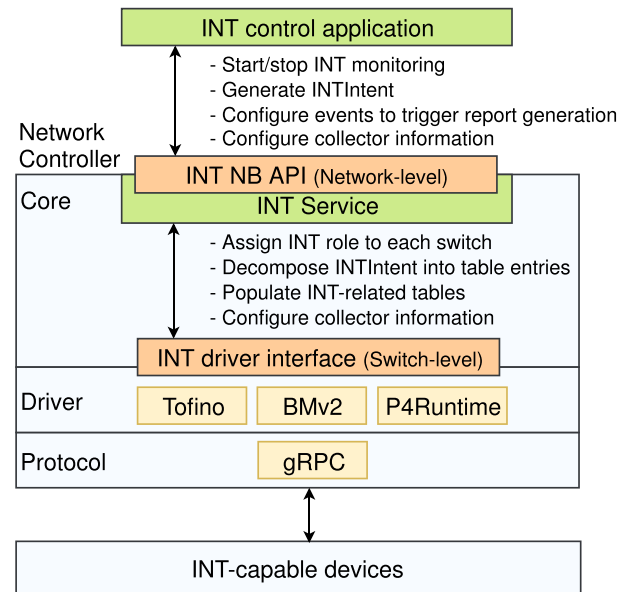 INT control application
- Start/stop INT monitoring
- Generate INTIntent
- Configure events to trigger report generation
- Configure collector information
Network
Controller
INT NB API (Network-level)
Core
INT Service
- Assign INT role to each switch
- Decompose INTIntent into table entries
- Populate INT-related tables
- Configure collector information
INT driver interface (Switch-level)
Driver
Tofino
BMv2
P4Runtime
Protocol
gRPC
INT-capable devices